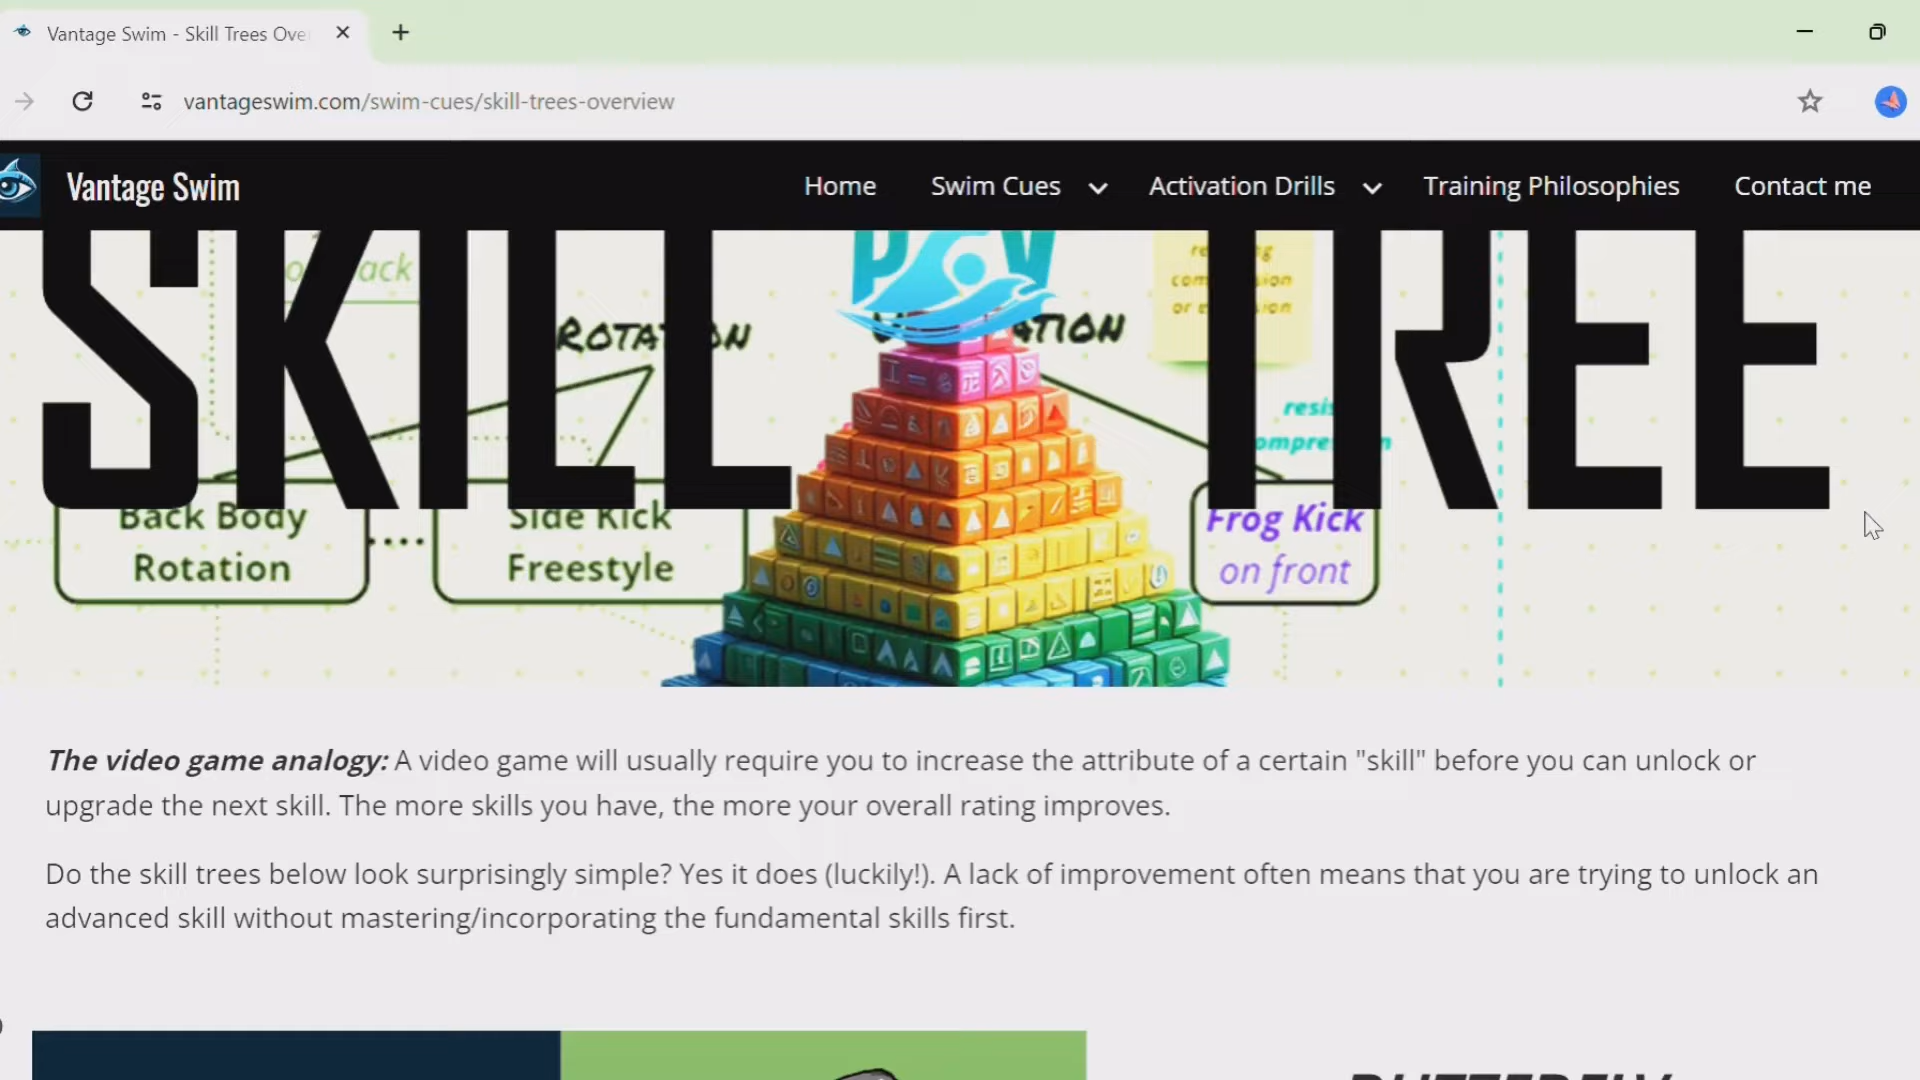 Vantage Swim - Skill Trees Ove
vantageswim.com/swim-cues/skill-trees-overview
Vantage Swim
Home
Swim Cues
Activation Drills
Training Philosophies
Contact me
SKILL TREE
Back Body
Rotation
Side Kick
Freestyle
Frog Kick
on front
The video game analogy: A video game will usually require you to increase the attribute of a certain "skill" before you can unlock or
upgrade the next skill. The more skills you have, the more your overall rating improves.
Do the skill trees below look surprisingly simple? Yes it does (luckily!). A lack of improvement often means that you are trying to unlock an
advanced skill without mastering/incorporating the fundamental skills first.